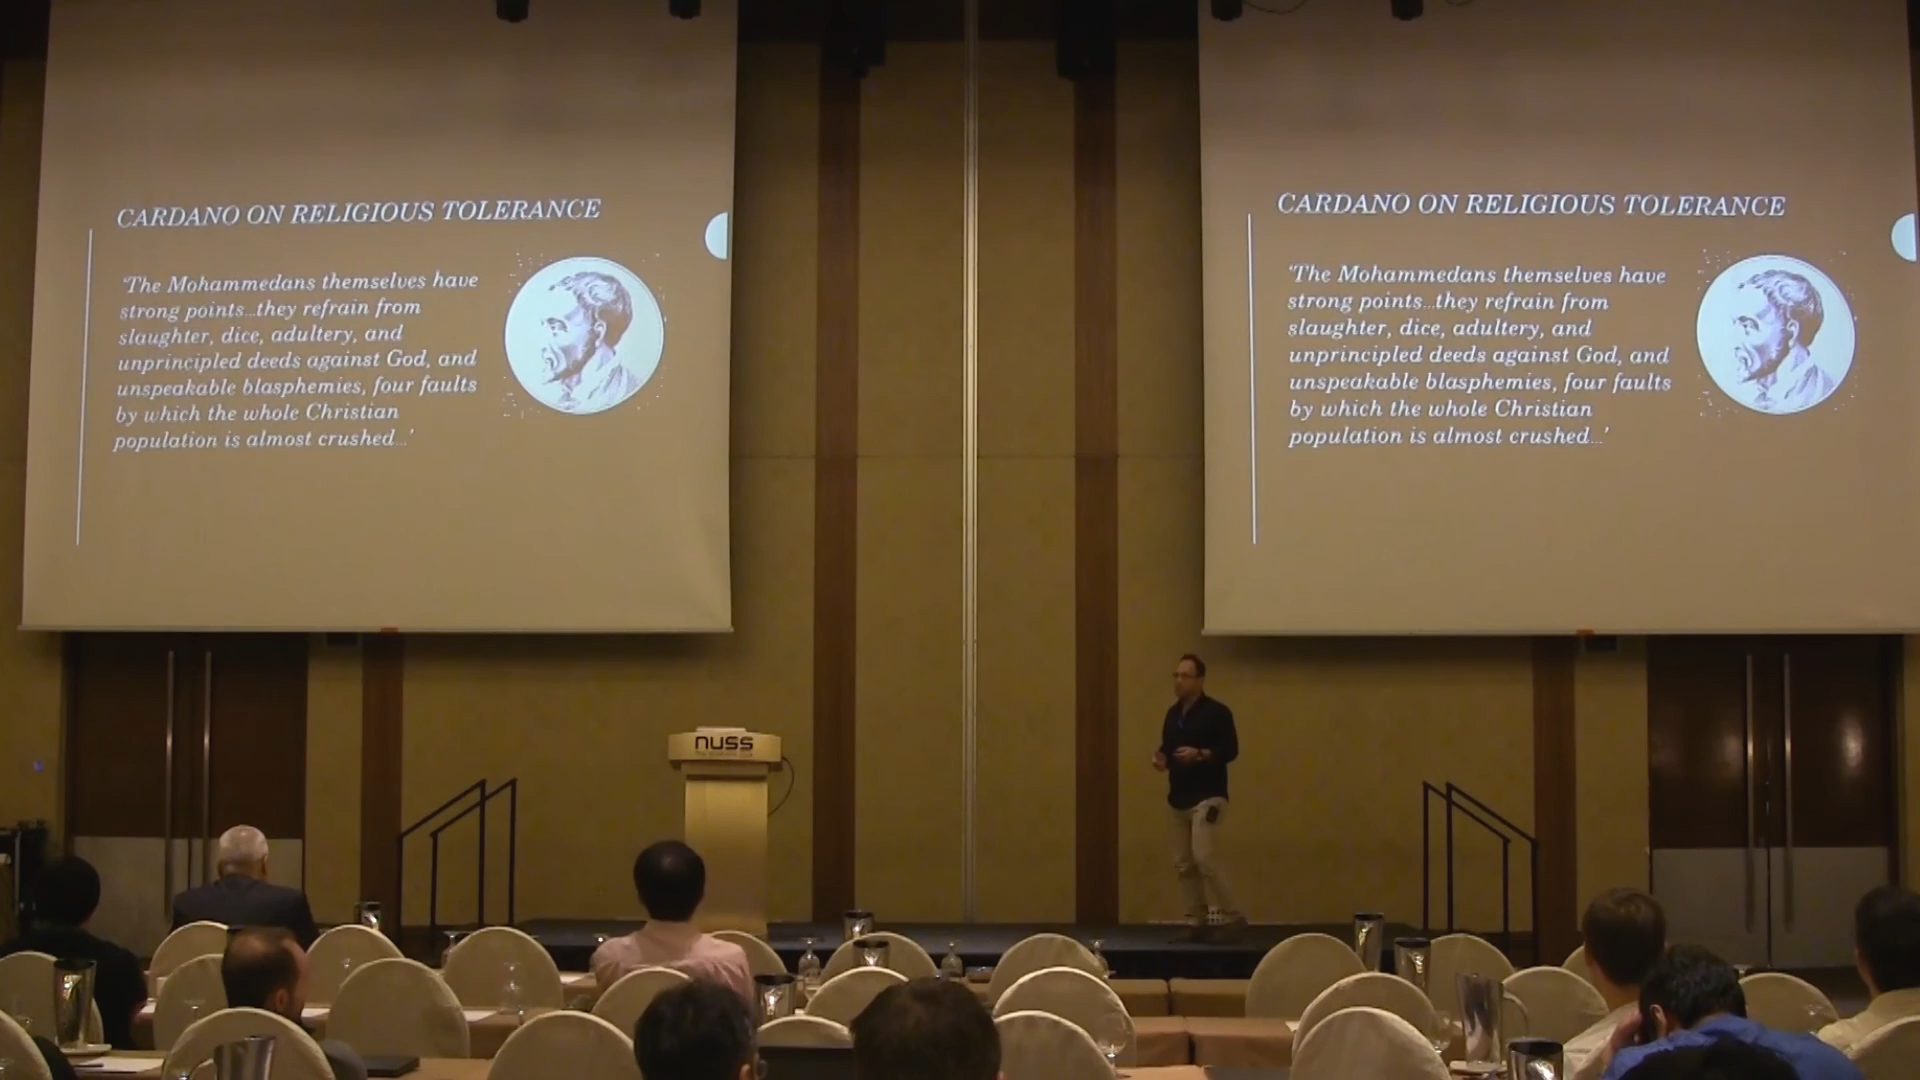 CARDANO ON RELIGIOUS TOLERANCE
'The Mohammedans themselves have
strong points...they refrain from
slaughter, dice, adultery, and
unprincipled deeds against God, and
unspeakable blasphemies, four faults
by which the whole Christian
population is almost crushed...'
CARDANO ON RELIGIOUS TOLERANCE
'The Mohammedans themselves have
strong points...they refrain from
slaughter, dice, adultery, and
unprincipled deeds against God, and
unspeakable blasphemies, four faults
by which the whole Christian
population is almost crushed...'
nuss